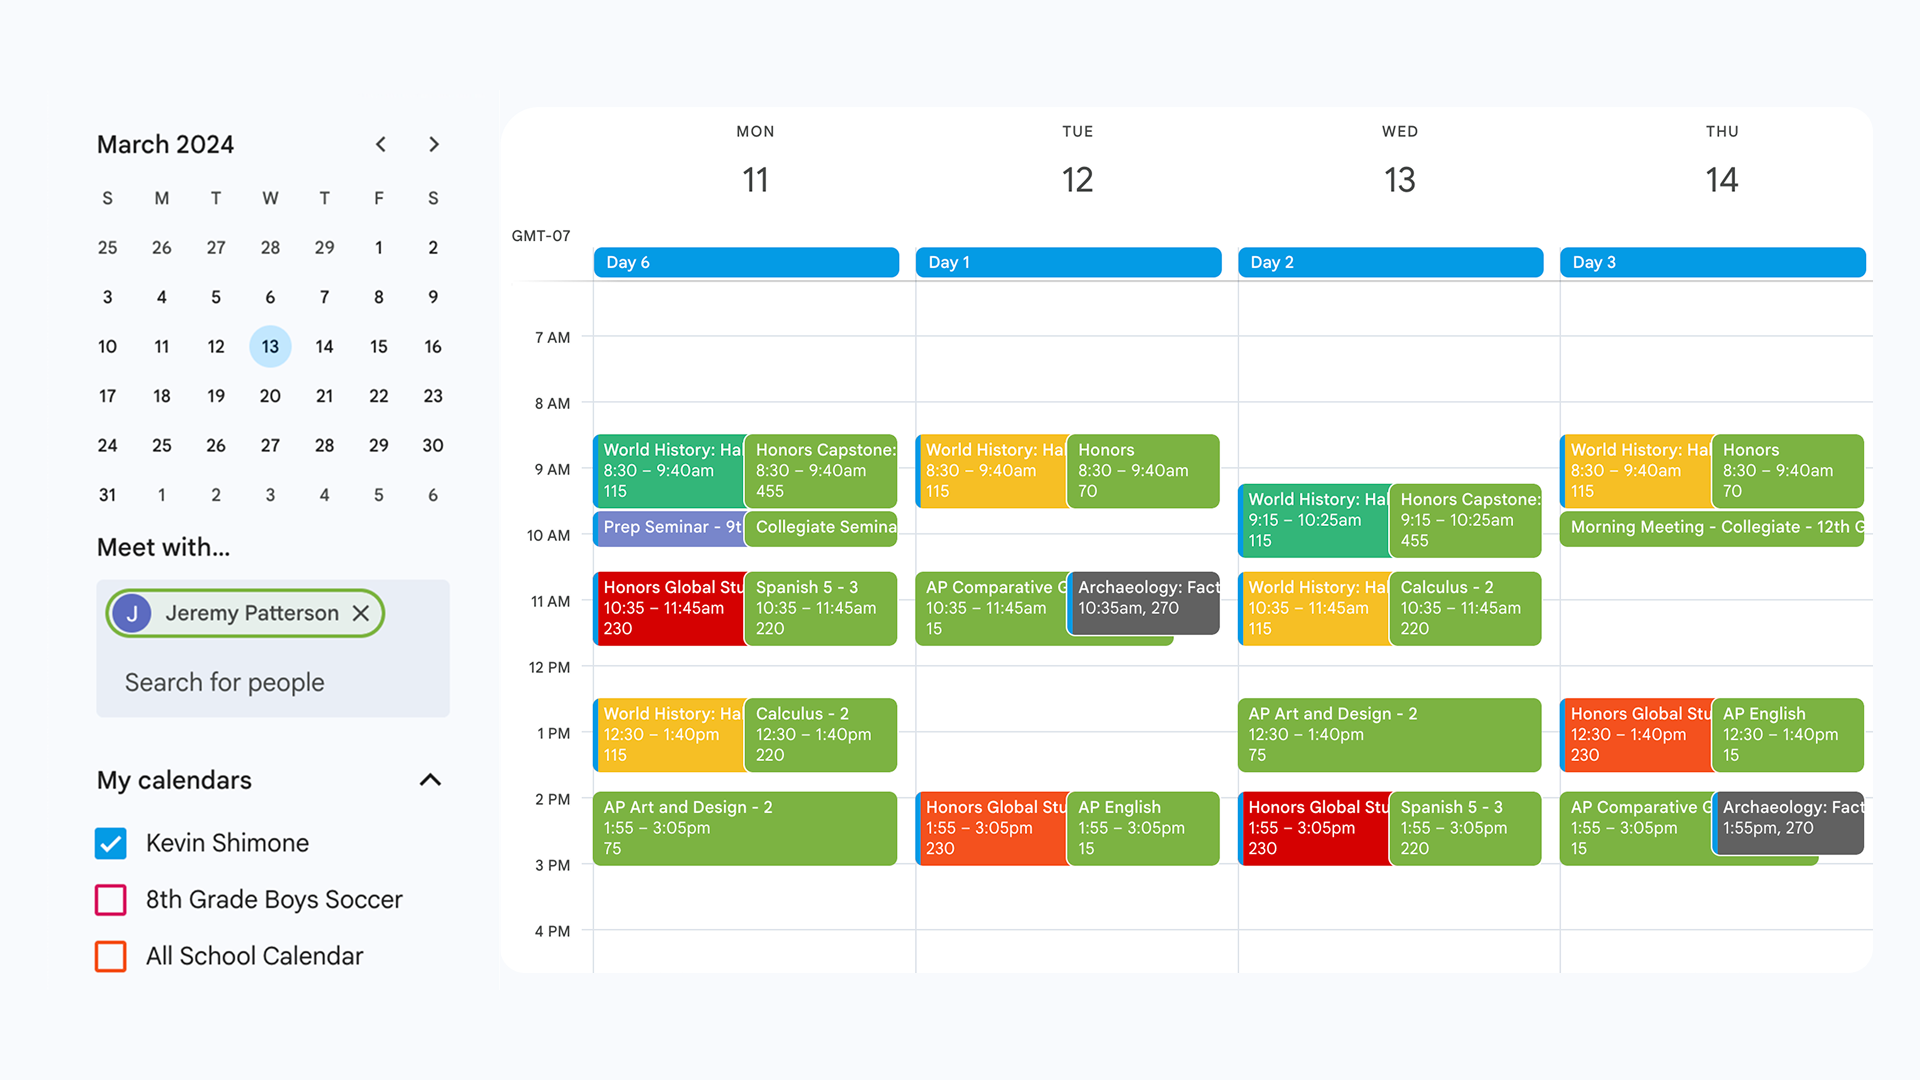 March 2024
S M T W T F S
25 26 27 28 29 1 2
3 4 5 6 7 8 9
10 11 12 13 14 15 16
17 18 19 20 21 22 23
24 25 26 27 28 29 30
31 1 2 3 4 5 6
Meet with...
J Jeremy Patterson
Search for people
My calendars
Kevin Shimone
8th Grade Boys Soccer
All School Calendar
MON TUE WED THU
11 12 13 14
GMT-07
Day 6 Day 1 Day 2 Day 3
7 AM
8 AM
9 AM
10 AM
11 AM
12 PM
1 PM
2 PM
3 PM
4 PM
World History: Ha
8:30 – 9:40am
115
Honors Capstone:
8:30 – 9:40am
455
Prep Seminar - 9t
Collegiate Semina
Honors Global Stu
10:35 – 11:45am
230
Spanish 5 - 3
10:35 – 11:45am
220
World History: Ha
12:30 – 1:40pm
115
Calculus - 2
12:30 – 1:40pm
220
AP Art and Design - 2
1:55 – 3:05pm
75
World History: Ha
8:30 – 9:40am
115
Honors
8:30 – 9:40am
70
AP Comparative G
10:35 – 11:45am
15
Archaeology: Fact
10:35am, 270
Honors Global Stu
1:55 – 3:05pm
230
AP English
1:55 – 3:05pm
15
World History: Ha
9:15 – 10:25am
115
Honors Capstone:
9:15 – 10:25am
455
World History: Ha
10:35 – 11:45am
115
Calculus - 2
10:35 – 11:45am
220
AP Art and Design - 2
12:30 – 1:40pm
75
Honors Global Stu
1:55 – 3:05pm
230
Spanish 5 - 3
1:55 – 3:05pm
220
World History: Ha
8:30 – 9:40am
115
Honors
8:30 – 9:40am
70
Morning Meeting - Collegiate - 12th G
Honors Global Stu
12:30 – 1:40pm
230
AP English
12:30 – 1:40pm
15
AP Comparative G
1:55 – 3:05pm
15
Archaeology: Fact
1:55pm, 270